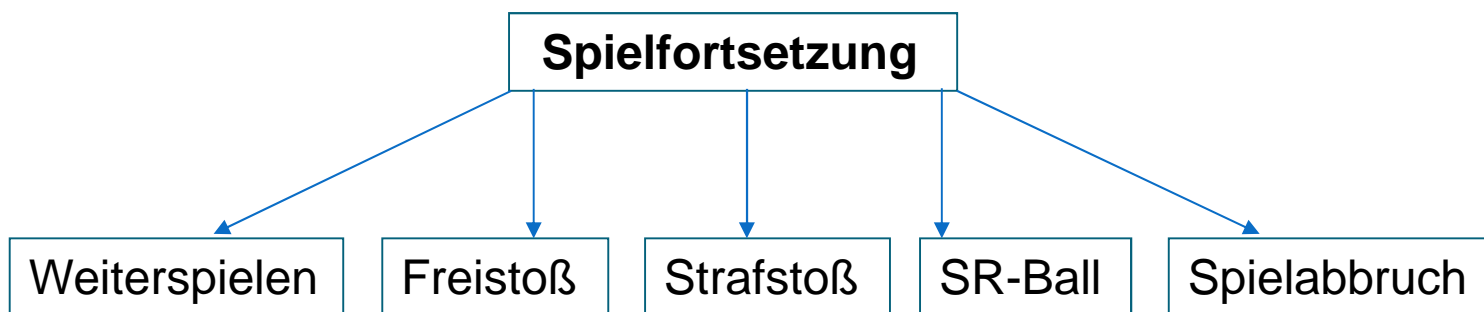 Spielfortsetzung
Weiterspielen
Freistoß
Strafstoß
SR-Ball
Spielabbruch